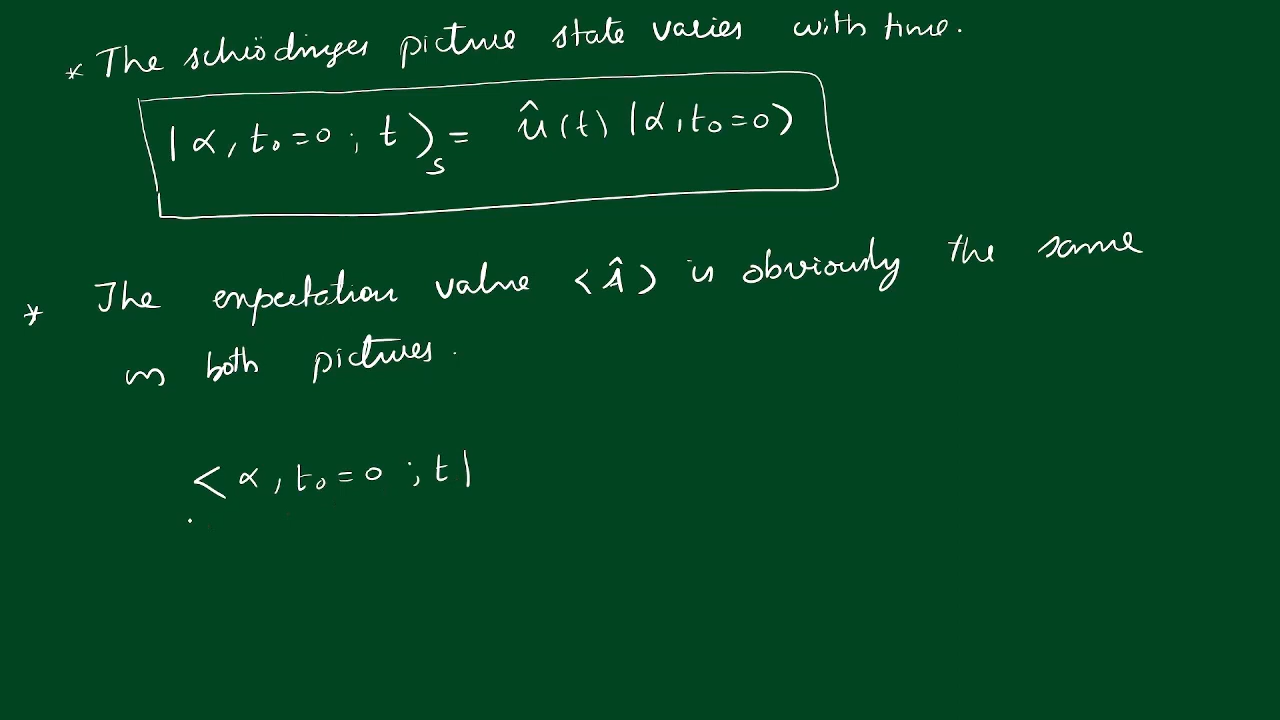 * The schrödinger picture state varies with time.
|α, t₀=0 ; t⟩ₛ = û(t) |α, t₀=0⟩
* The expectation value ⟨Â⟩ is obviously the same
in both pictures.
<α, t₀=0 ; t|